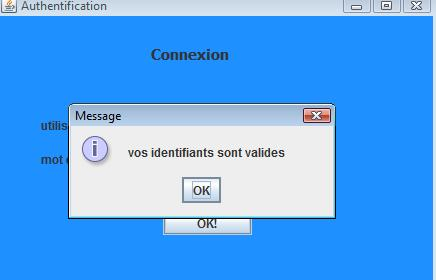 Authentification
Connexion
Message
vos identifiants sont valides
OK
OK!